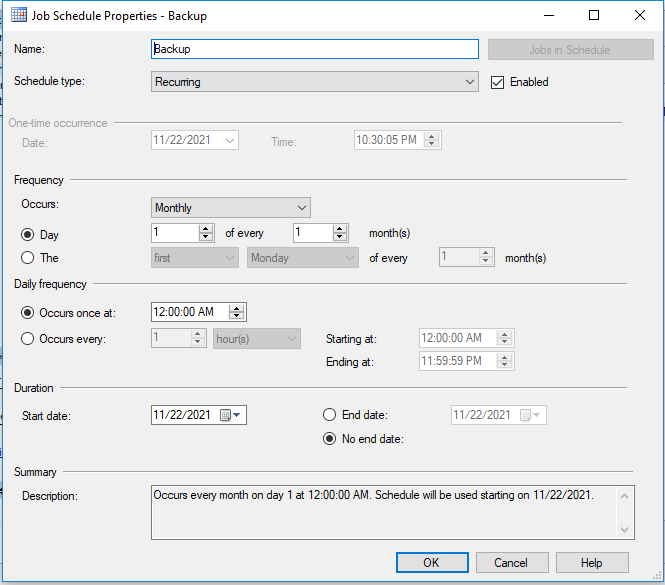 Job Schedule Properties - Backup
Name: Backup Jobs in Schedule
Schedule type: Recurring Enabled
One-time occurrence
Date: 11/22/2021 Time: 10:30:05 PM
Frequency
Occurs: Monthly
Day 1 of every 1 month(s)
The first Monday of every 1 month(s)
Daily frequency
Occurs once at: 12:00:00 AM
Occurs every: 1 hour(s) Starting at: 12:00:00 AM
Ending at: 11:59:59 PM
Duration
Start date: 11/22/2021 End date: 11/22/2021
No end date:
Summary
Description: Occurs every month on day 1 at 12:00:00 AM. Schedule will be used starting on 11/22/2021.
OK Cancel Help